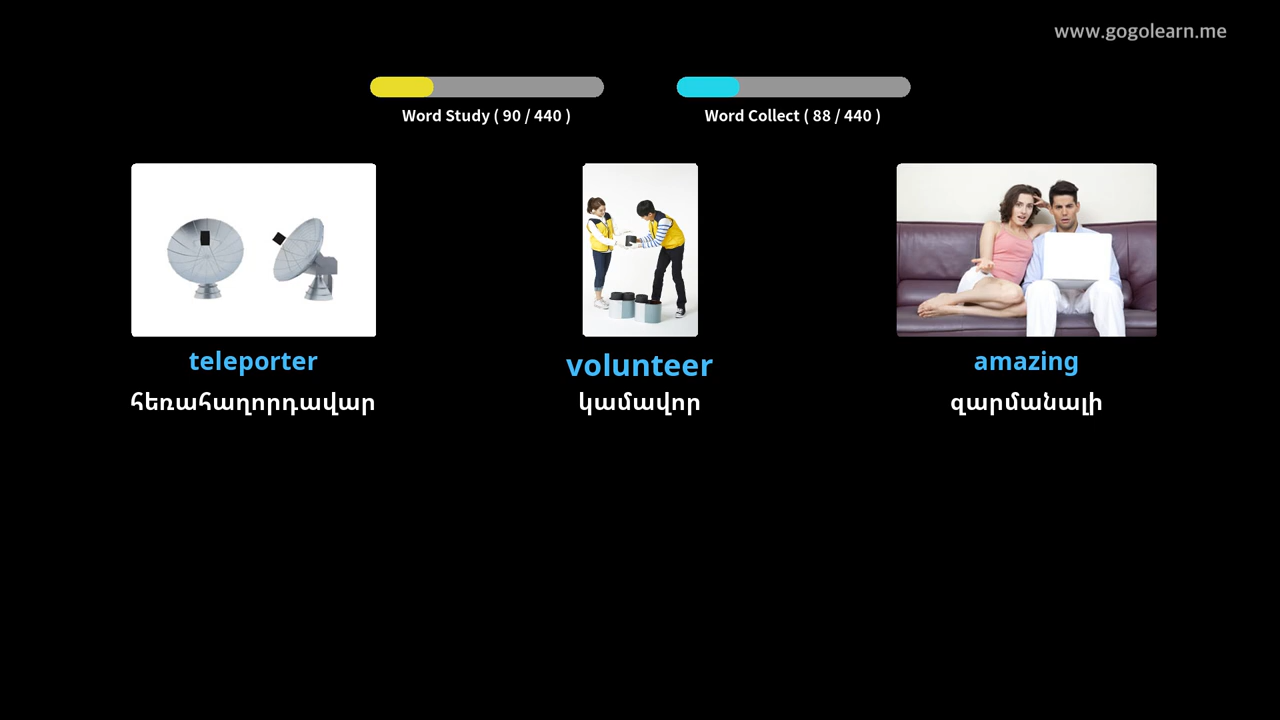 www.gogolearn.me
Word Study ( 90 / 440 )
Word Collect ( 88 / 440 )
teleporter
հեռահաղորդավար
volunteer
կամավոր
amazing
զարմանալի